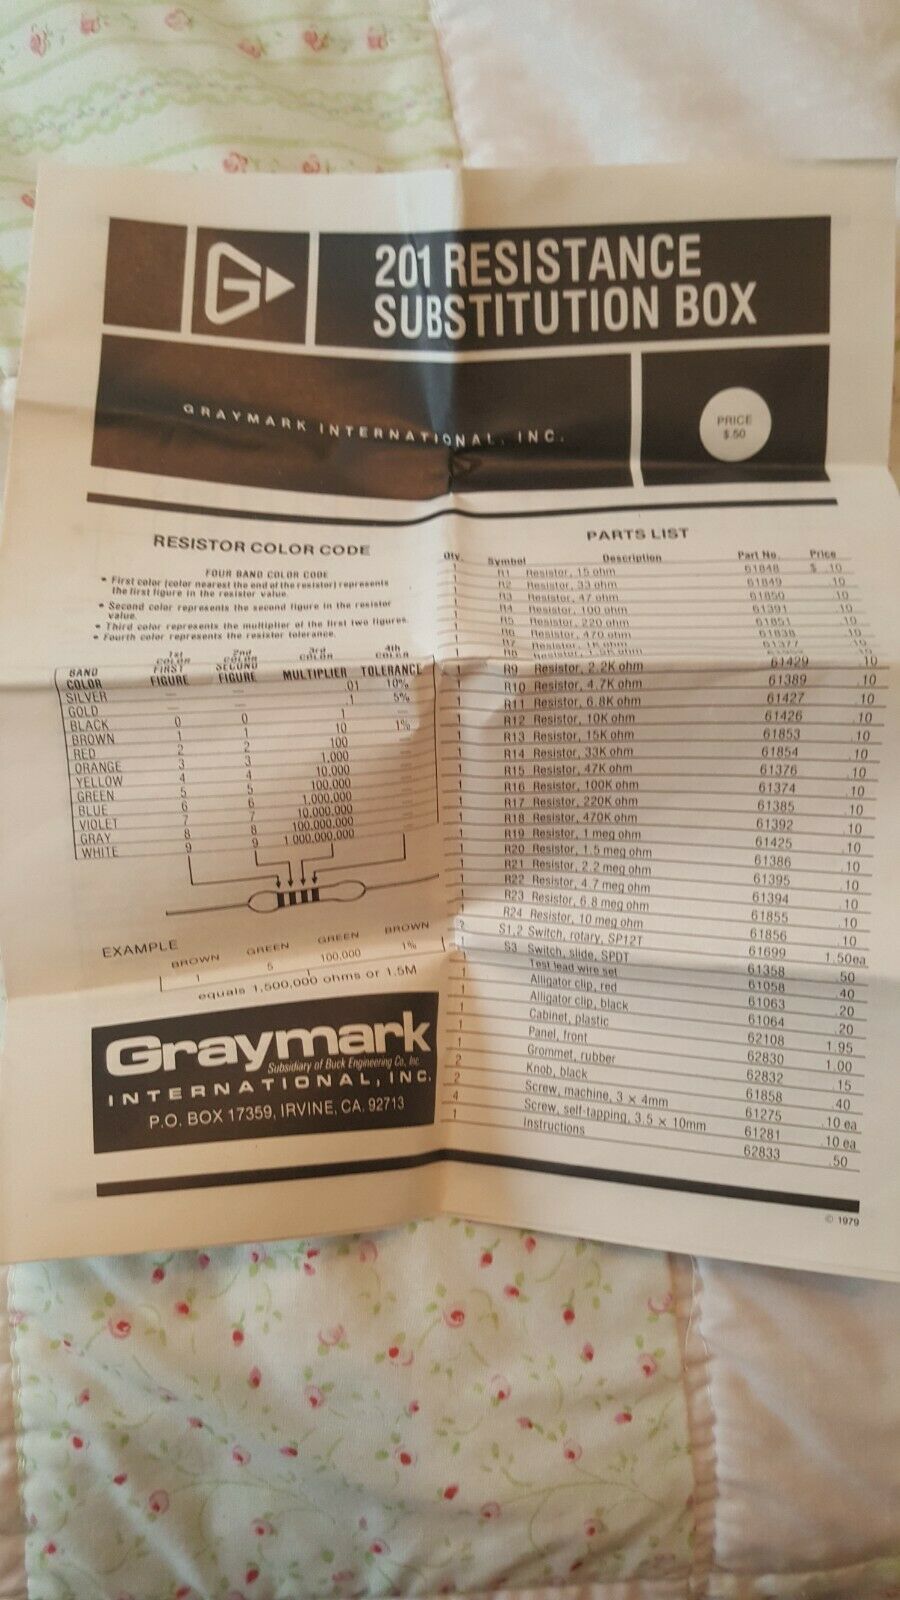 G
201 RESISTANCE
SUBSTITUTION BOX
GRAYMARK INTERNATIONAL, INC.
PRICE
$.50
RESISTOR COLOR CODE
FOUR BAND COLOR CODE
• First color (color nearest the end of the resistor) represents
the first figure in the resistor value.
• Second color represents the second figure in the resistor
value.
• Third color represents the multiplier of the first two figures.
• Fourth color represents the resistor tolerance.
BAND COLOR 1st COLOR FIRST FIGURE 2nd COLOR SECOND FIGURE 3rd COLOR MULTIPLIER 4th COLOR TOLERANCE
SILVER — — .01 10%
GOLD — — .1 5%
BLACK 0 0 1 —
BROWN 1 1 10 1%
RED 2 2 100 —
ORANGE 3 3 1,000 —
YELLOW 4 4 10,000 —
GREEN 5 5 100,000 —
BLUE 6 6 1,000,000 —
VIOLET 7 7 10,000,000 —
GRAY 8 8 100,000,000 —
WHITE 9 9 1,000,000,000 —
EXAMPLE
BROWN GREEN GREEN BROWN
1 5 100,000 1%
equals 1,500,000 ohms or 1.5M
Graymark
Subsidiary of Buck Engineering Co., Inc.
INTERNATIONAL, INC.
P.O. BOX 17359, IRVINE, CA. 92713
PARTS LIST
Qty. Symbol Description Part No. Price
1 R1 Resistor, 15 ohm 61848 $ .10
1 R2 Resistor, 33 ohm 61849 .10
1 R3 Resistor, 47 ohm 61850 .10
1 R4 Resistor, 100 ohm 61391 .10
1 R5 Resistor, 220 ohm 61851 .10
1 R6 Resistor, 470 ohm 61838 .10
1 R7 Resistor, 1K ohm 61377 .10
1 R8 Resistor, ohm .10
1 R9 Resistor, 2.2K ohm 61429 .10
1 R10 Resistor, 4.7K ohm 61389 .10
1 R11 Resistor, 6.8K ohm 61427 .10
1 R12 Resistor, 10K ohm 61426 .10
1 R13 Resistor, 15K ohm 61853 .10
1 R14 Resistor, 33K ohm 61854 .10
1 R15 Resistor, 47K ohm 61376 .10
1 R16 Resistor, 100K ohm 61374 .10
1 R17 Resistor, 220K ohm 61385 .10
1 R18 Resistor, 470K ohm 61392 .10
1 R19 Resistor, 1 meg ohm 61425 .10
1 R20 Resistor, 1.5 meg ohm 61386 .10
1 R21 Resistor, 2.2 meg ohm 61395 .10
1 R22 Resistor, 4.7 meg ohm 61394 .10
1 R23 Resistor, 6.8 meg ohm 61855 .10
1 R24 Resistor, 10 meg ohm 61856 .10
2 S1,2 Switch, rotary, SP12T 61699 1.50ea
1 S3 Switch, slide, SPDT 61358 .50
1 Test lead wire set 61058 .40
1 Alligator clip, red 61063 .20
1 Alligator clip, black 61064 .20
1 Cabinet, plastic 62108 1.95
1 Panel, front 62830 1.00
1 Grommet, rubber 62832 .15
2 Knob, black 61858 .40
2 Screw, machine, 3 × 4mm 61275 .10 ea
4 Screw, self-tapping, 3.5 × 10mm 61281 .10 ea
1 Instructions 62833 .50
© 1979